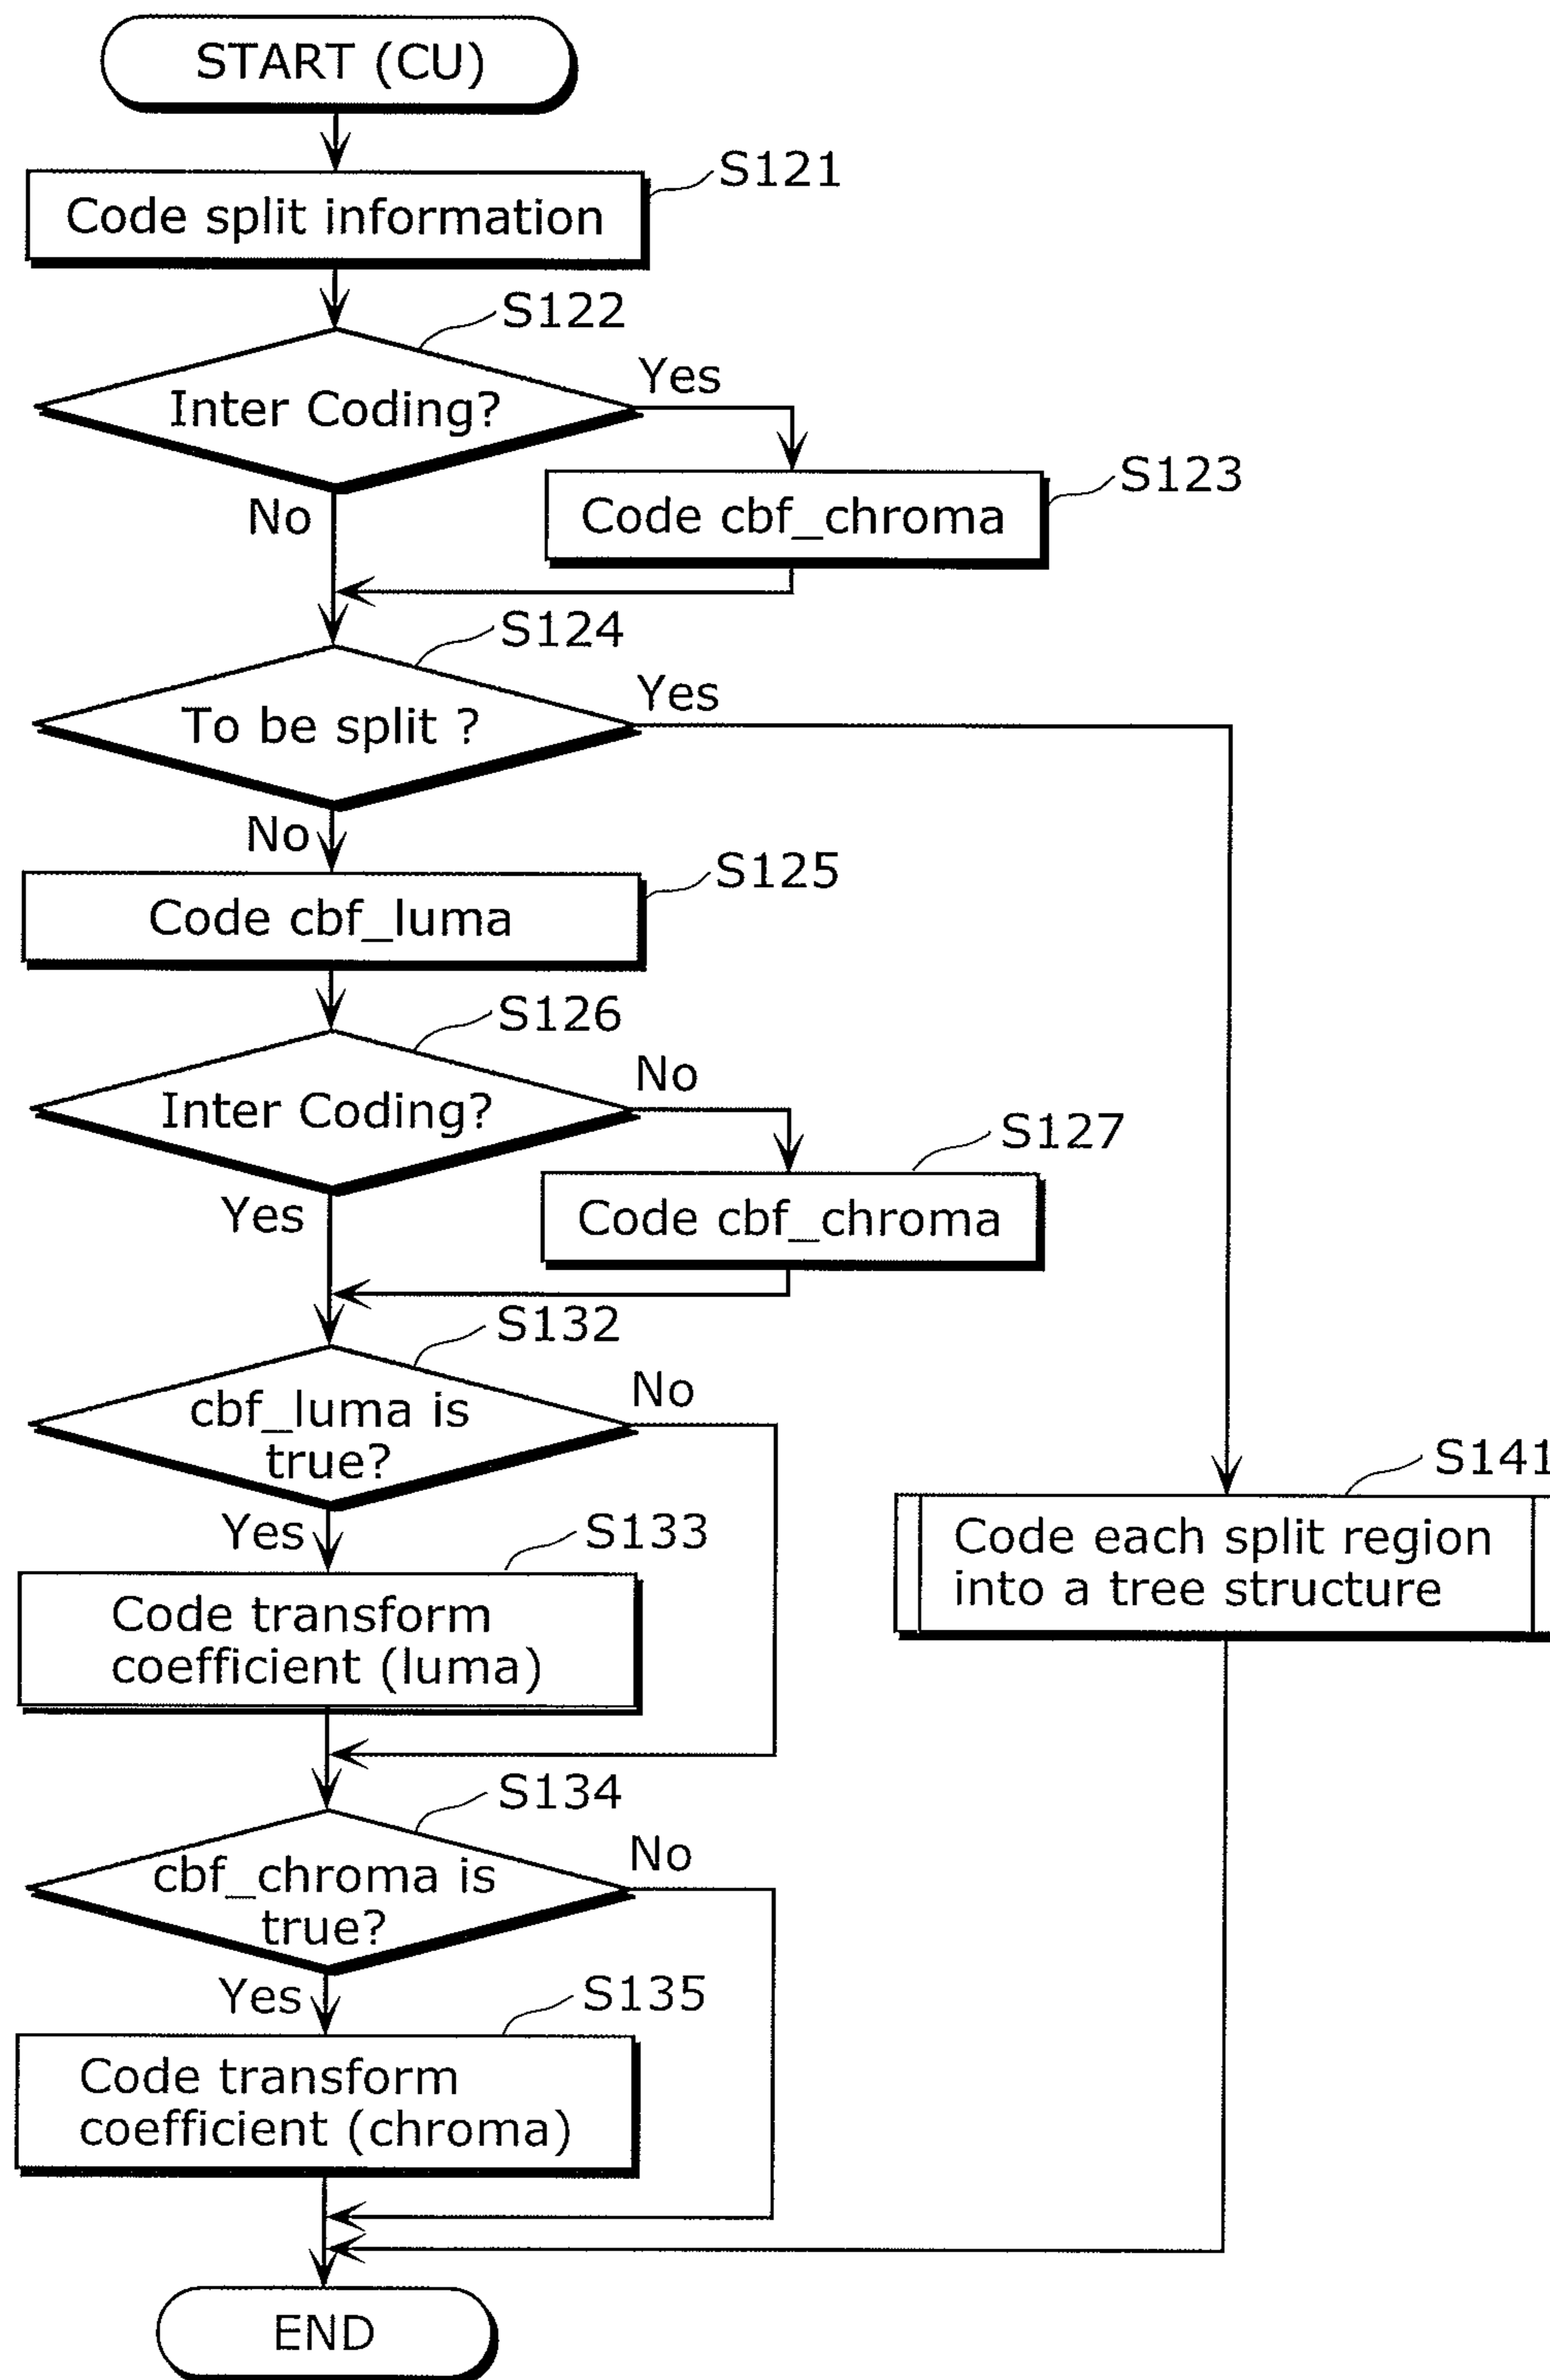 START (CU)
S121
Code split information
S122
Inter Coding?
Yes
No
S123
Code cbf_chroma
S124
To be split ?
Yes
No
S125
Code cbf_luma
S126
Inter Coding?
No
Yes
S127
Code cbf_chroma
S132
cbf_luma is
true?
No
Yes
S133
Code transform
coefficient (luma)
S141
Code each split region
into a tree structure
S134
cbf_chroma is
true?
No
Yes
S135
Code transform
coefficient (chroma)
END